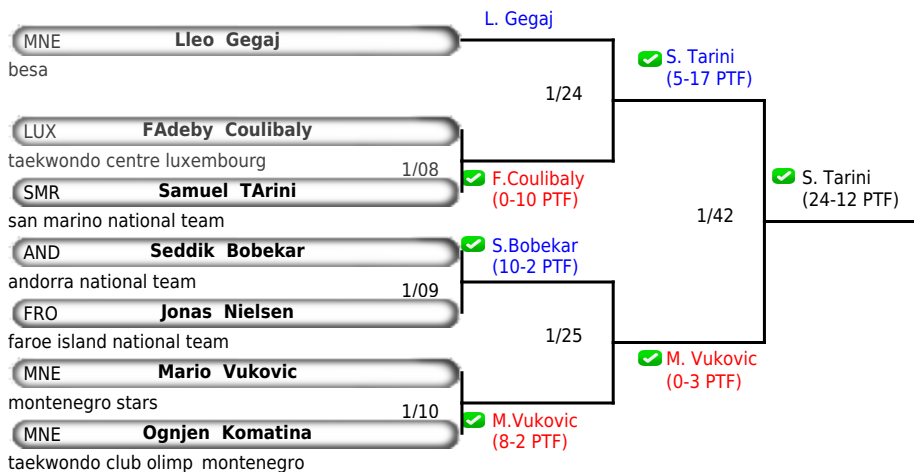 L. Gegaj
MNE Lleo Gegaj
besa
S. Tarini
(5-17 PTF)
1/24
LUX FAdeby Coulibaly
taekwondo centre luxembourg
1/08
F.Coulibaly
(0-10 PTF)
SMR Samuel TArini
san marino national team
S. Tarini
(24-12 PTF)
1/42
AND Seddik Bobekar
andorra national team
S.Bobekar
(10-2 PTF)
1/09
FRO Jonas Nielsen
faroe island national team
1/25
MNE Mario Vukovic
montenegro stars
M. Vukovic
(0-3 PTF)
1/10
M.Vukovic
(8-2 PTF)
MNE Ognjen Komatina
taekwondo club olimp montenegro